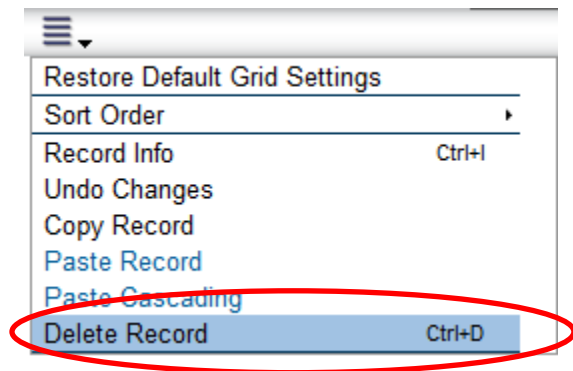 Restore Default Grid Settings
Sort Order
Record Info Ctrl+I
Undo Changes
Copy Record
Paste Record
Paste Cascading
Delete Record Ctrl+D